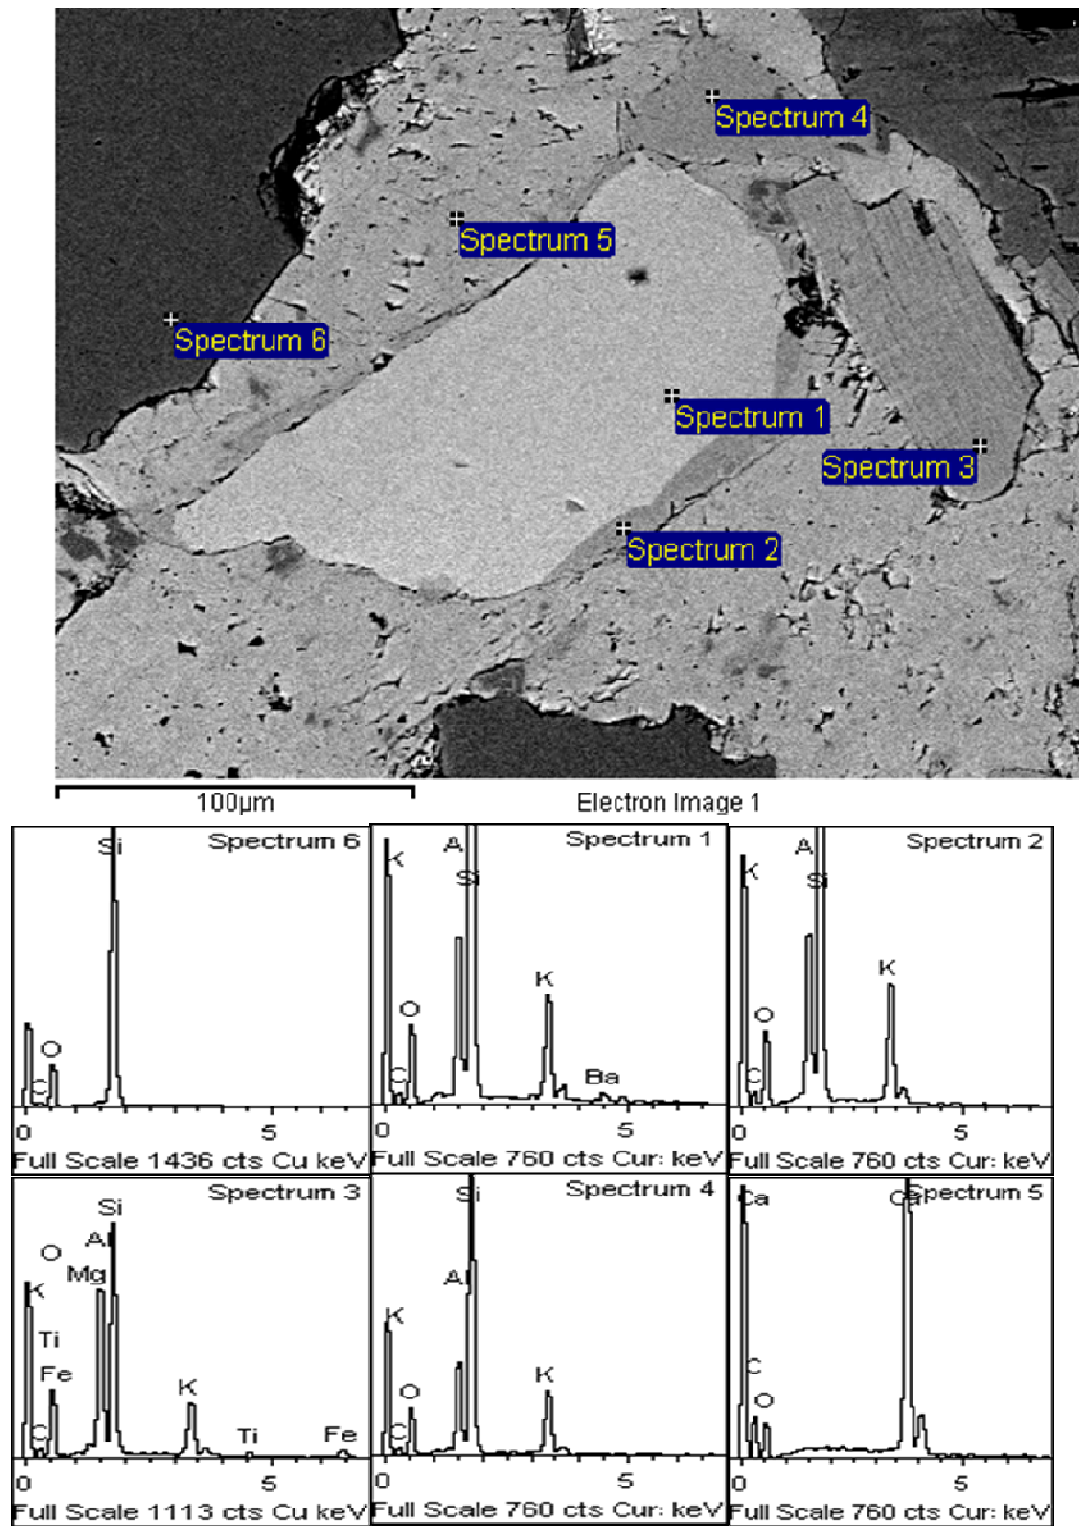 Spectrum 4
Spectrum 5
Spectrum 6
Spectrum 1
Spectrum 3
Spectrum 2
100µm
Electron Image 1
Spectrum 6
Si
O
C
0 5
Full Scale 1436 cts Cu keV
Spectrum 1
A
K
Si
K
O
C
Ba
0 5
Full Scale 760 cts Cur: keV
Spectrum 2
A
K
Si
K
O
C
0 5
Full Scale 760 cts Cur: keV
Spectrum 3
Si
Al
O
Mg
K
Ti
Fe
K
C
Ti
Fe
0 5
Full Scale 1113 cts Cu keV
Spectrum 4
Si
Al
K
K
O
C
0 5
Full Scale 760 cts Cur: keV
Spectrum 5
Ca
Ca
C
O
0 5
Full Scale 760 cts Cur: keV